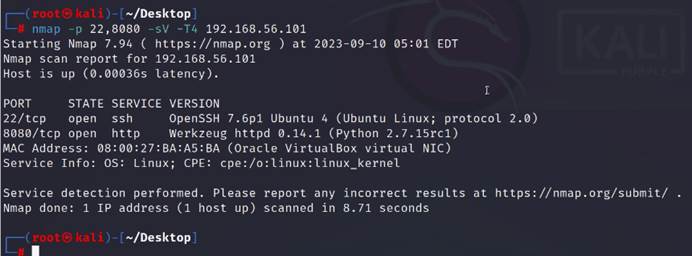 ┌──(root㉿kali)-[~/Desktop]
└─# nmap -p 22,8080 -sV -T4 192.168.56.101
Starting Nmap 7.94 ( https://nmap.org ) at 2023-09-10 05:01 EDT
Nmap scan report for 192.168.56.101
Host is up (0.00036s latency).
KALI
PURPLE
PORT     STATE SERVICE VERSION
22/tcp   open  ssh     OpenSSH 7.6p1 Ubuntu 4 (Ubuntu Linux; protocol 2.0)
8080/tcp open  http    Werkzeug httpd 0.14.1 (Python 2.7.15rc1)
MAC Address: 08:00:27:BA:A5:BA (Oracle VirtualBox virtual NIC)
Service Info: OS: Linux; CPE: cpe:/o:linux:linux_kernel
Service detection performed. Please report any incorrect results at https://nmap.org/submit/ .
Nmap done: 1 IP address (1 host up) scanned in 8.71 seconds
┌──(root㉿kali)-[~/Desktop]
└─#